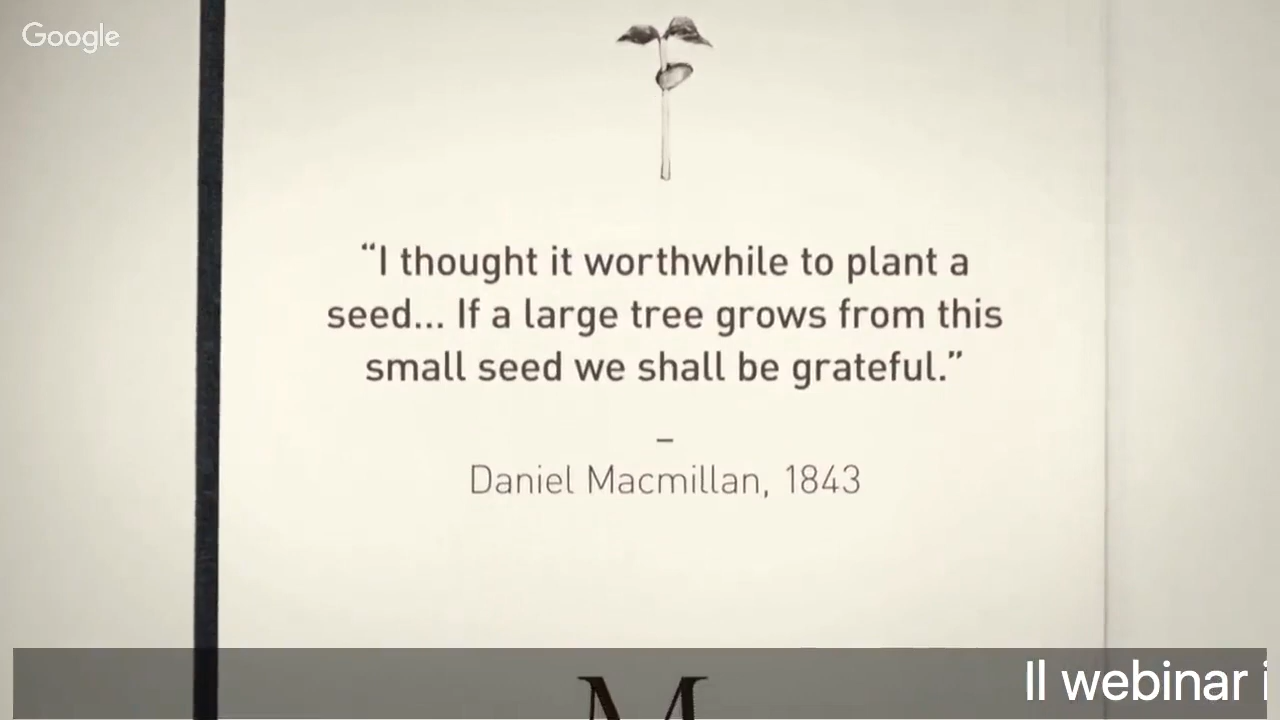 Google
“I thought it worthwhile to plant a
seed... If a large tree grows from this
small seed we shall be grateful.”
–
Daniel Macmillan, 1843
M
Il webinar i